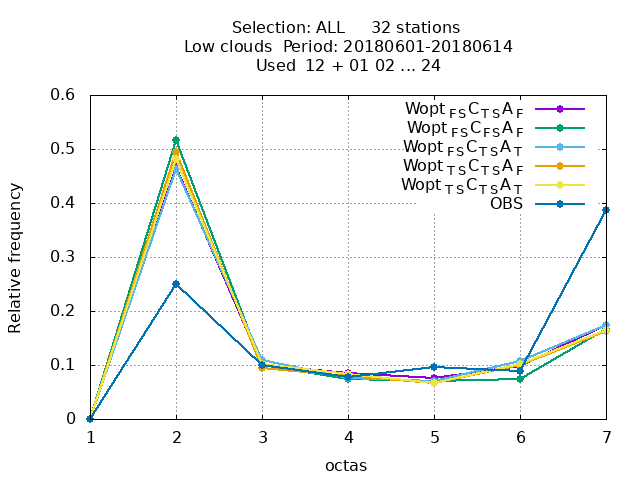 Selection: ALL     32 stations
Low clouds  Period: 20180601-20180614
Used  12 + 01 02 ... 24
Relative frequency
0.6
0.5
0.4
0.3
0.2
0.1
0
Wopt FS C TS A F
Wopt FS C FS A F
Wopt FS C TS A T
Wopt TS C TS A F
Wopt TS C TS A T
OBS
1 2 3 4 5 6 7
octas